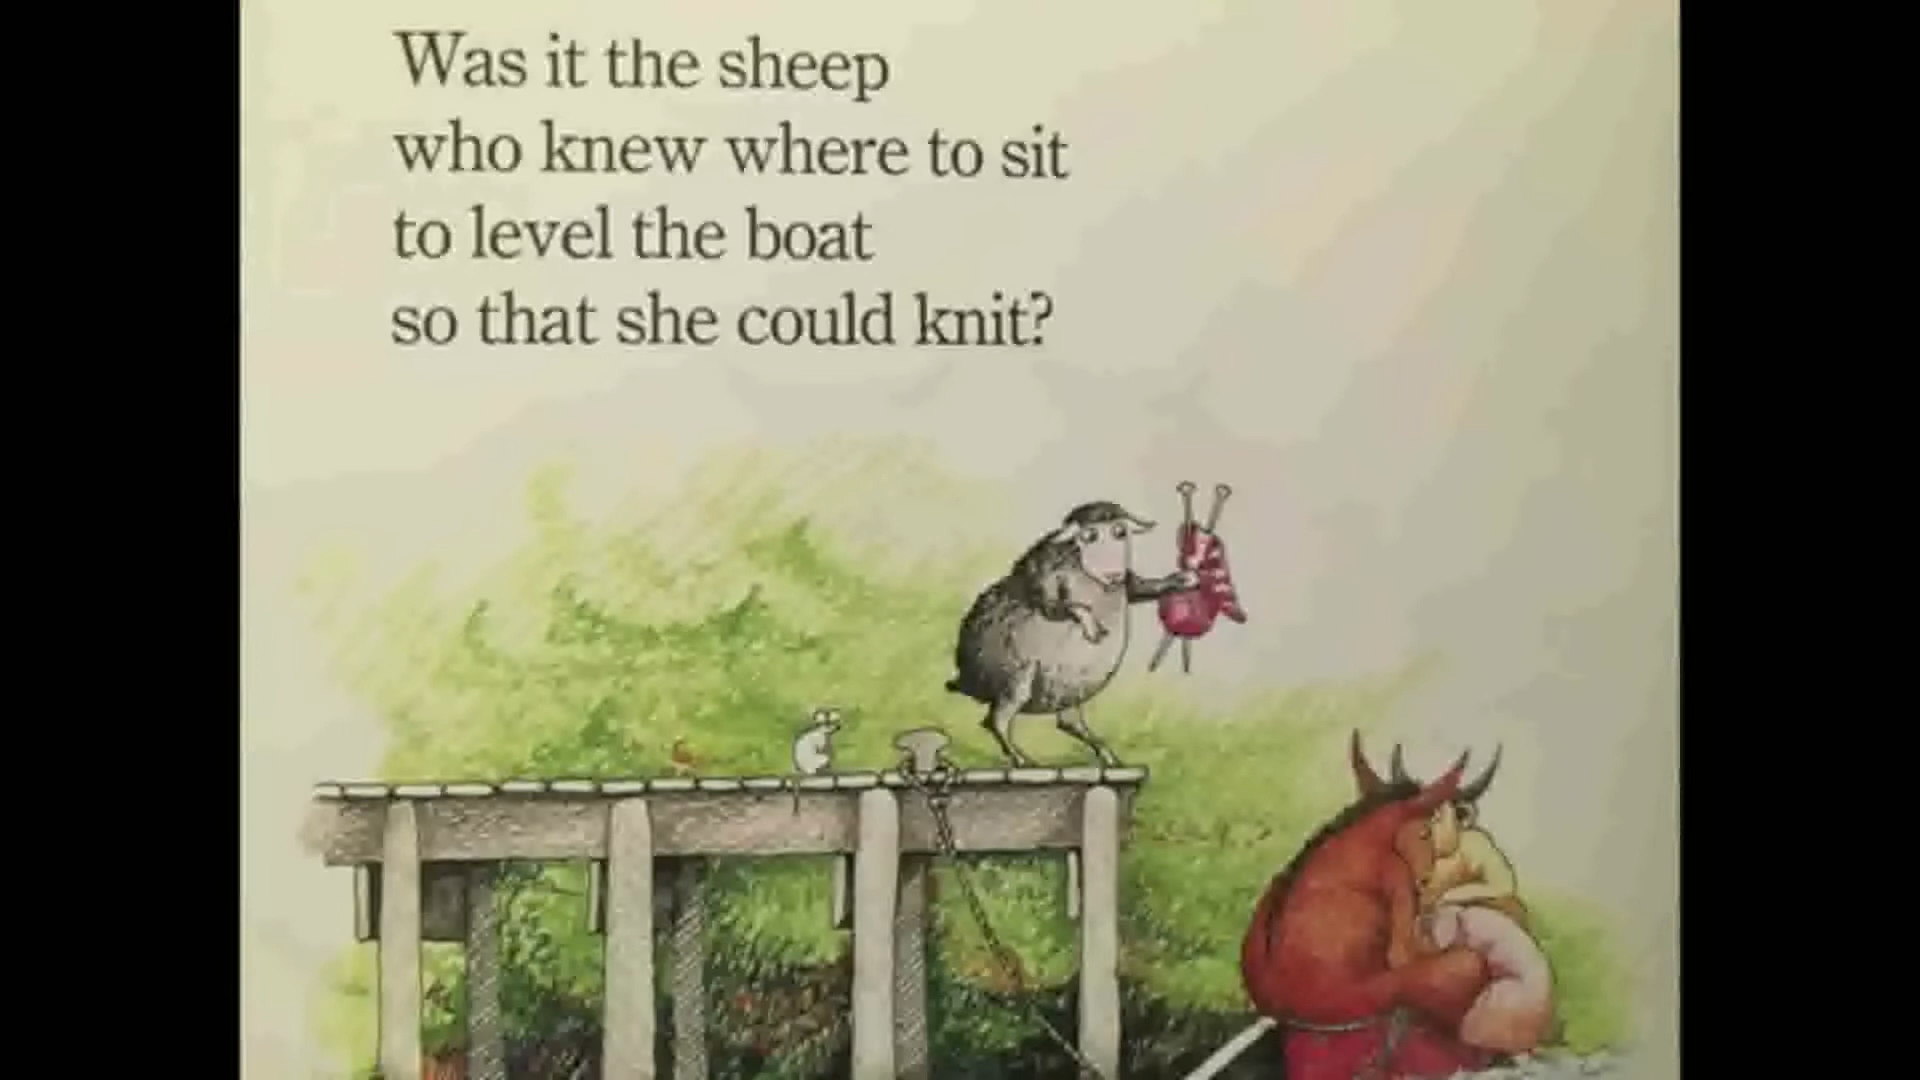 Was it the sheep
who knew where to sit
to level the boat
so that she could knit?